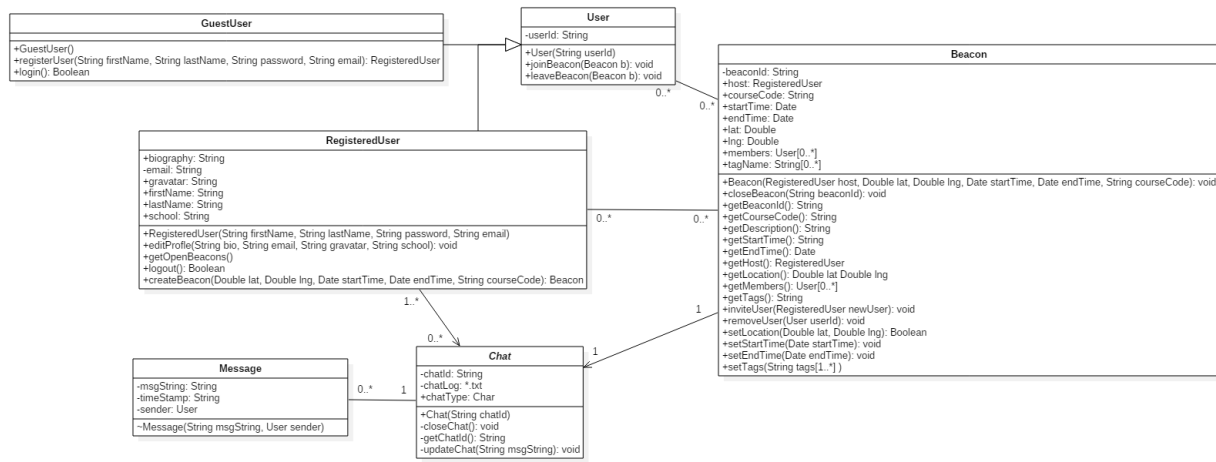 GuestUser
+GuestUser()
+registerUser(String firstName, String lastName, String password, String email): RegisteredUser
+login(): Boolean
User
-userId: String
+User(String userId)
+joinBeacon(Beacon b): void
+leaveBeacon(Beacon b): void
0..*
0..*
Beacon
-beaconId: String
+host: RegisteredUser
+courseCode: String
+startTime: Date
+endTime: Date
+lat: Double
+lng: Double
+members: User[0..*]
+tagName: String[0..*]
+Beacon(RegisteredUser host, Double lat, Double lng, Date startTime, Date endTime, String courseCode): void
+closeBeacon(String beaconId): void
+getBeaconId(): String
+getCourseCode(): String
+getDescription(): String
+getStartTime(): String
+getEndTime(): Date
+getHost(): RegisteredUser
+getLocation(): Double lat Double lng
+getMembers(): User[0..*]
+getTags(): String
+inviteUser(RegisteredUser newUser): void
+removeUser(User userId): void
+setLocation(Double lat, Double lng): Boolean
+setStartTime(Date startTime): void
+setEndTime(Date endTime): void
+setTags(String tags[1..*] )
RegisteredUser
+biography: String
-email: String
+gravatar: String
+firstName: String
+lastName: String
+school: String
+RegisteredUser(String firstName, String lastName, String password, String email)
+editProfle(String bio, String email, String gravatar, String school): void
+getOpenBeacons()
+logout(): Boolean
+createBeacon(Double lat, Double lng, Date startTime, Date endTime, String courseCode): Beacon
0..*
0..*
1..*
0..*
1
1
Chat
-chatId: String
-chatLog: *.txt
+chatType: Char
+Chat(String chatId)
-closeChat(): void
-getChatId(): String
-updateChat(String msgString): void
Message
-msgString: String
-timeStamp: String
-sender: User
~Message(String msgString, User sender)
0..*
1